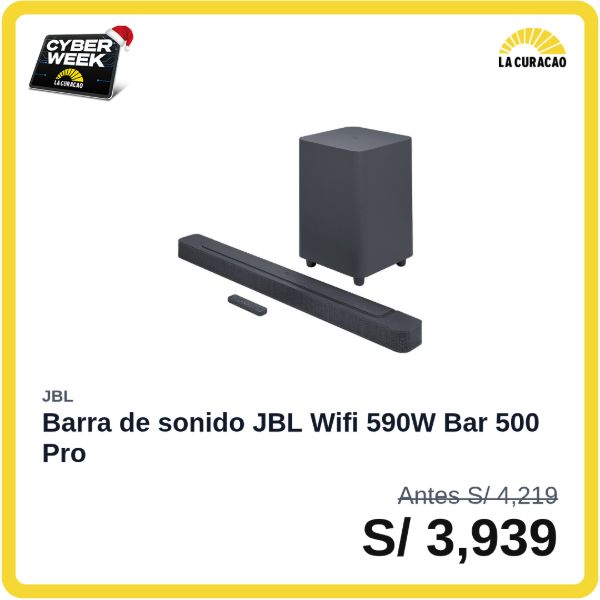 CYBER
WEEK
LA CURACAO
LA CURACAO
JBL
Barra de sonido JBL Wifi 590W Bar 500
Pro
Antes S/ 4,219
S/ 3,939